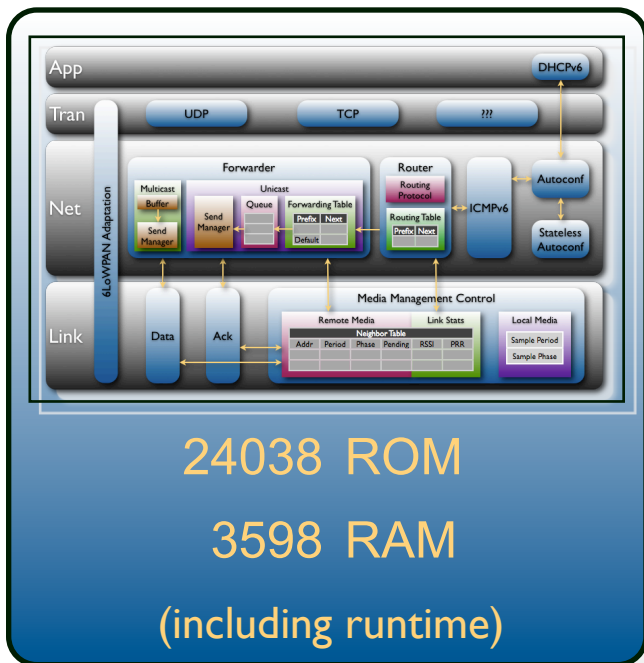 App
DHCPv6
Tran
UDP
TCP
???
Net
6LoWPAN Adaptation
Forwarder
Multicast
Buffer
Send
Manager
Unicast
Send
Manager
Queue
Forwarding Table
Prefix Next
Default
Router
Routing
Protocol
Routing Table
Prefix Next
ICMPv6
Autoconf
Stateless
Autoconf
Link
Data
Ack
Media Management Control
Remote Media
Link Stats
Neighbor Table
Addr Period Phase Pending RSSI PRR
Local Media
Sample Period
Sample Phase
24038 ROM
3598 RAM
(including runtime)